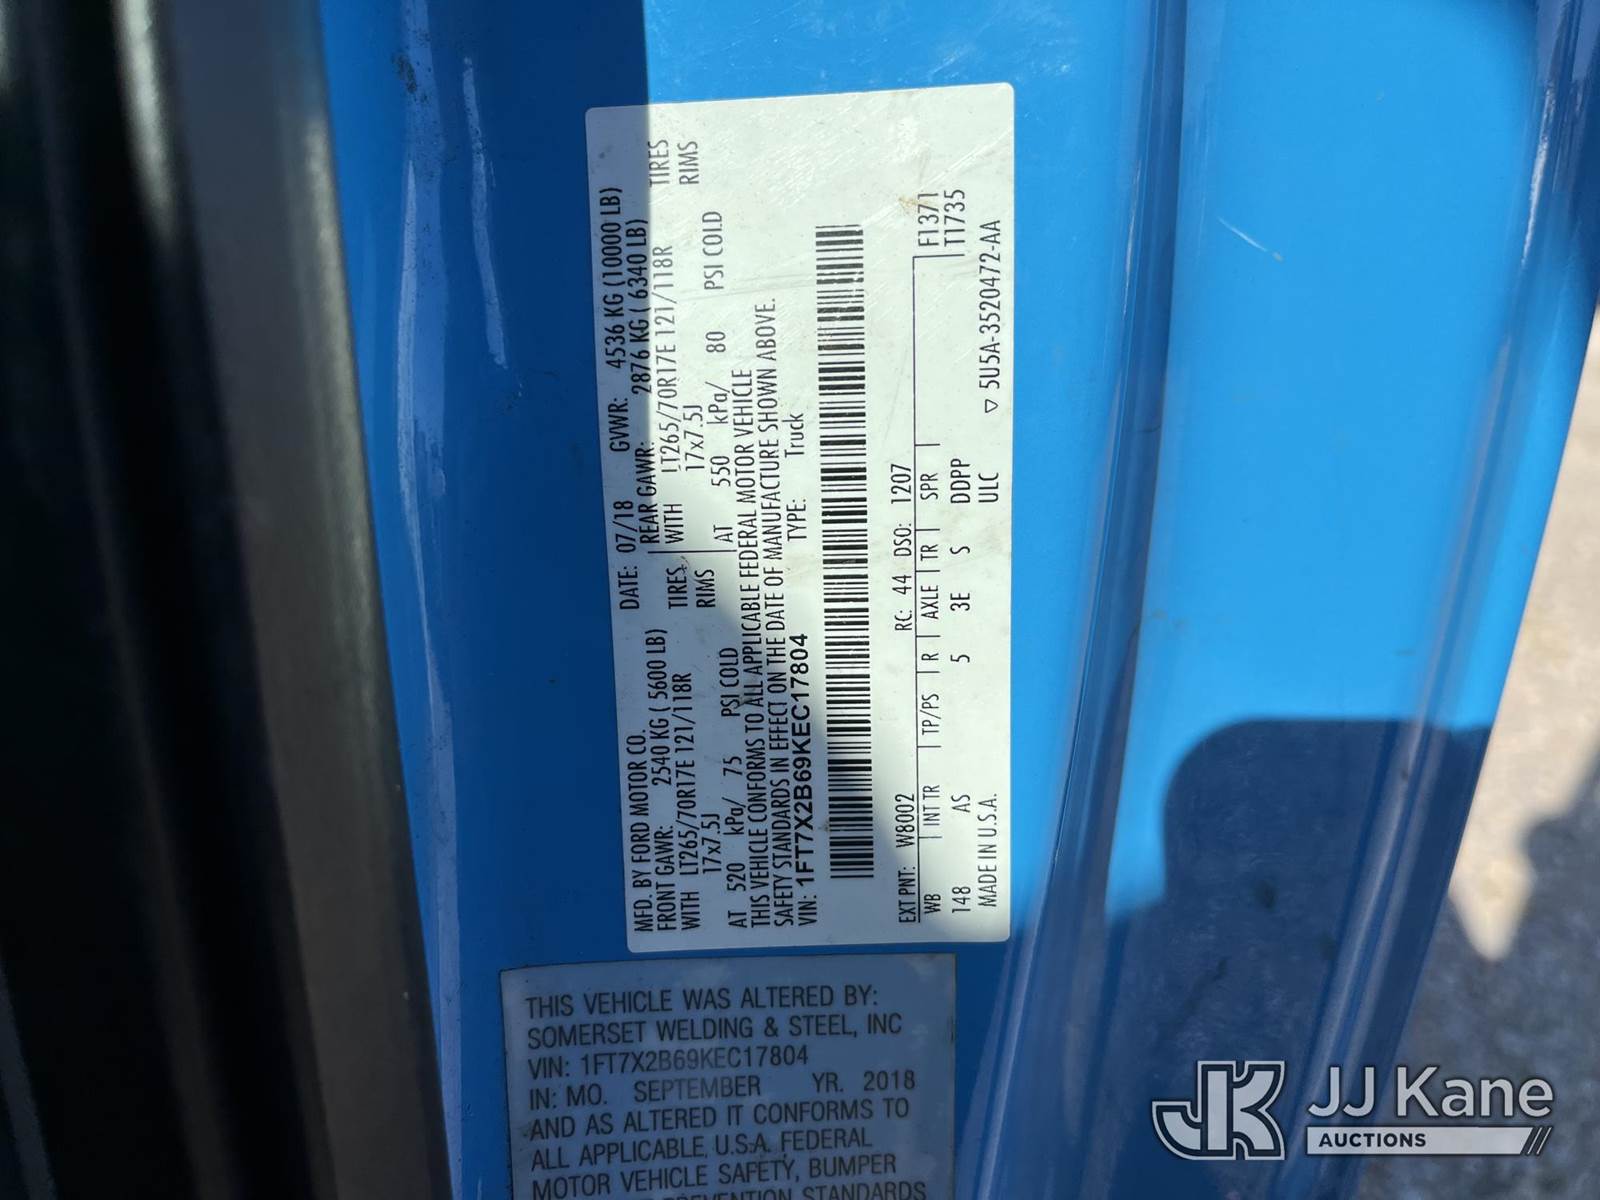 MFD. BY FORD MOTOR CO.
DATE: 07/18 GVWR: 4536 KG (10000 LB)
FRONT GAWR: 2540 KG ( 5600 LB)
REAR GAWR: 2876 KG ( 6340 LB)
WITH LT265/70R17E 121/118R TIRES
WITH LT265/70R17E 121/118R TIRES
17x7.5J RIMS
17x7.5J RIMS
AT 520 kPa/ 75 PSI COLD
AT 550 kPa/ 80 PSI COLD
THIS VEHICLE CONFORMS TO ALL APPLICABLE FEDERAL MOTOR VEHICLE
SAFETY STANDARDS IN EFFECT ON THE DATE OF MANUFACTURE SHOWN ABOVE.
VIN: 1FT7X2B69KEC17804 TYPE: Truck
EXT PNT: W8002 RC: 44 DSO: 1207
WB INT TR TP/PS R AXLE TR SPR F1371
148 AS 5 3E S DDPP T1735
MADE IN U.S.A. ULC ▽ 5U5A-3520472-AA
THIS VEHICLE WAS ALTERED BY:
SOMERSET WELDING & STEEL, INC
VIN: 1FT7X2B69KEC17804
IN: MO. SEPTEMBER YR. 2018
AND AS ALTERED IT CONFORMS TO
ALL APPLICABLE, U.S.A. FEDERAL
MOTOR VEHICLE SAFETY, BUMPER
PREVENTION STANDARDS
JK JJ Kane
AUCTIONS